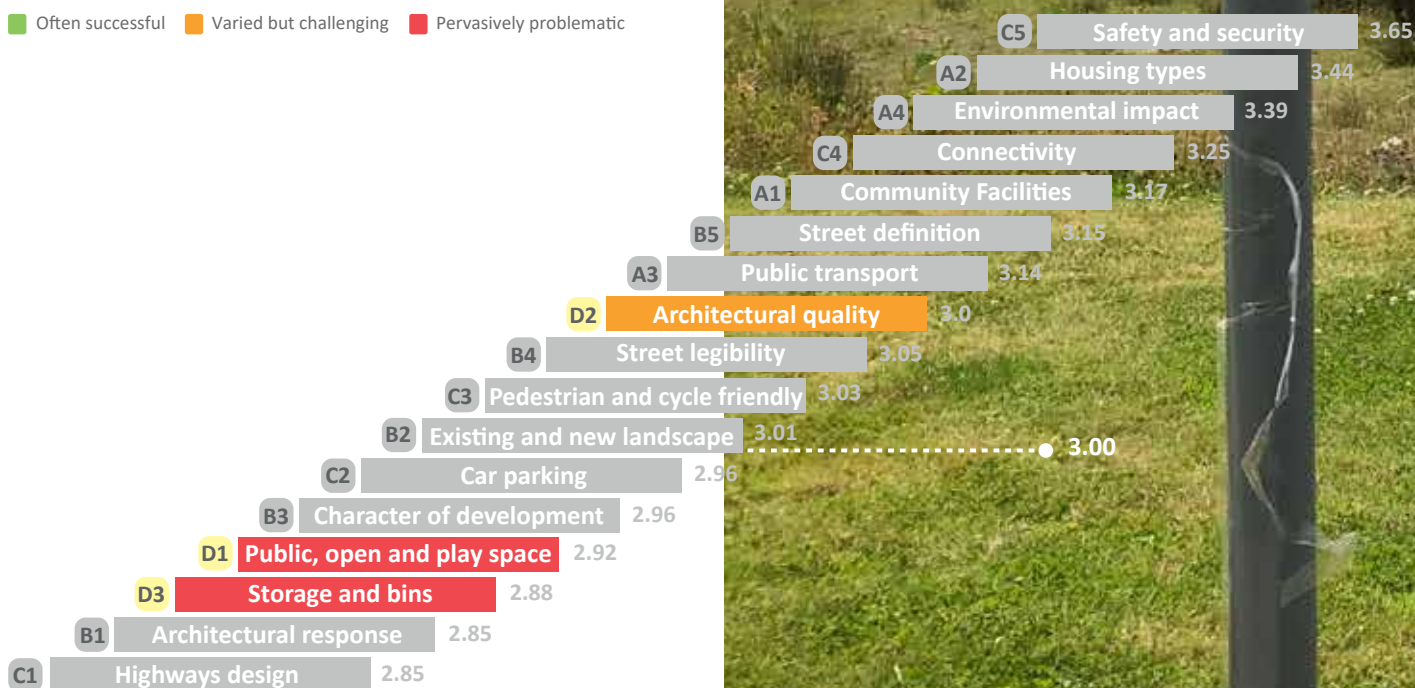 Often successful Varied but challenging Pervasively problematic
C5 Safety and security 3.65
A2 Housing types 3.44
A4 Environmental impact 3.39
C4 Connectivity 3.25
A1 Community Facilities 3.17
B5 Street definition 3.15
A3 Public transport 3.14
D2 Architectural quality 3.0
B4 Street legibility 3.05
C3 Pedestrian and cycle friendly 3.03
B2 Existing and new landscape 3.01
3.00
C2 Car parking 2.96
B3 Character of development 2.96
D1 Public, open and play space 2.92
D3 Storage and bins 2.88
B1 Architectural response 2.85
C1 Highways design 2.85